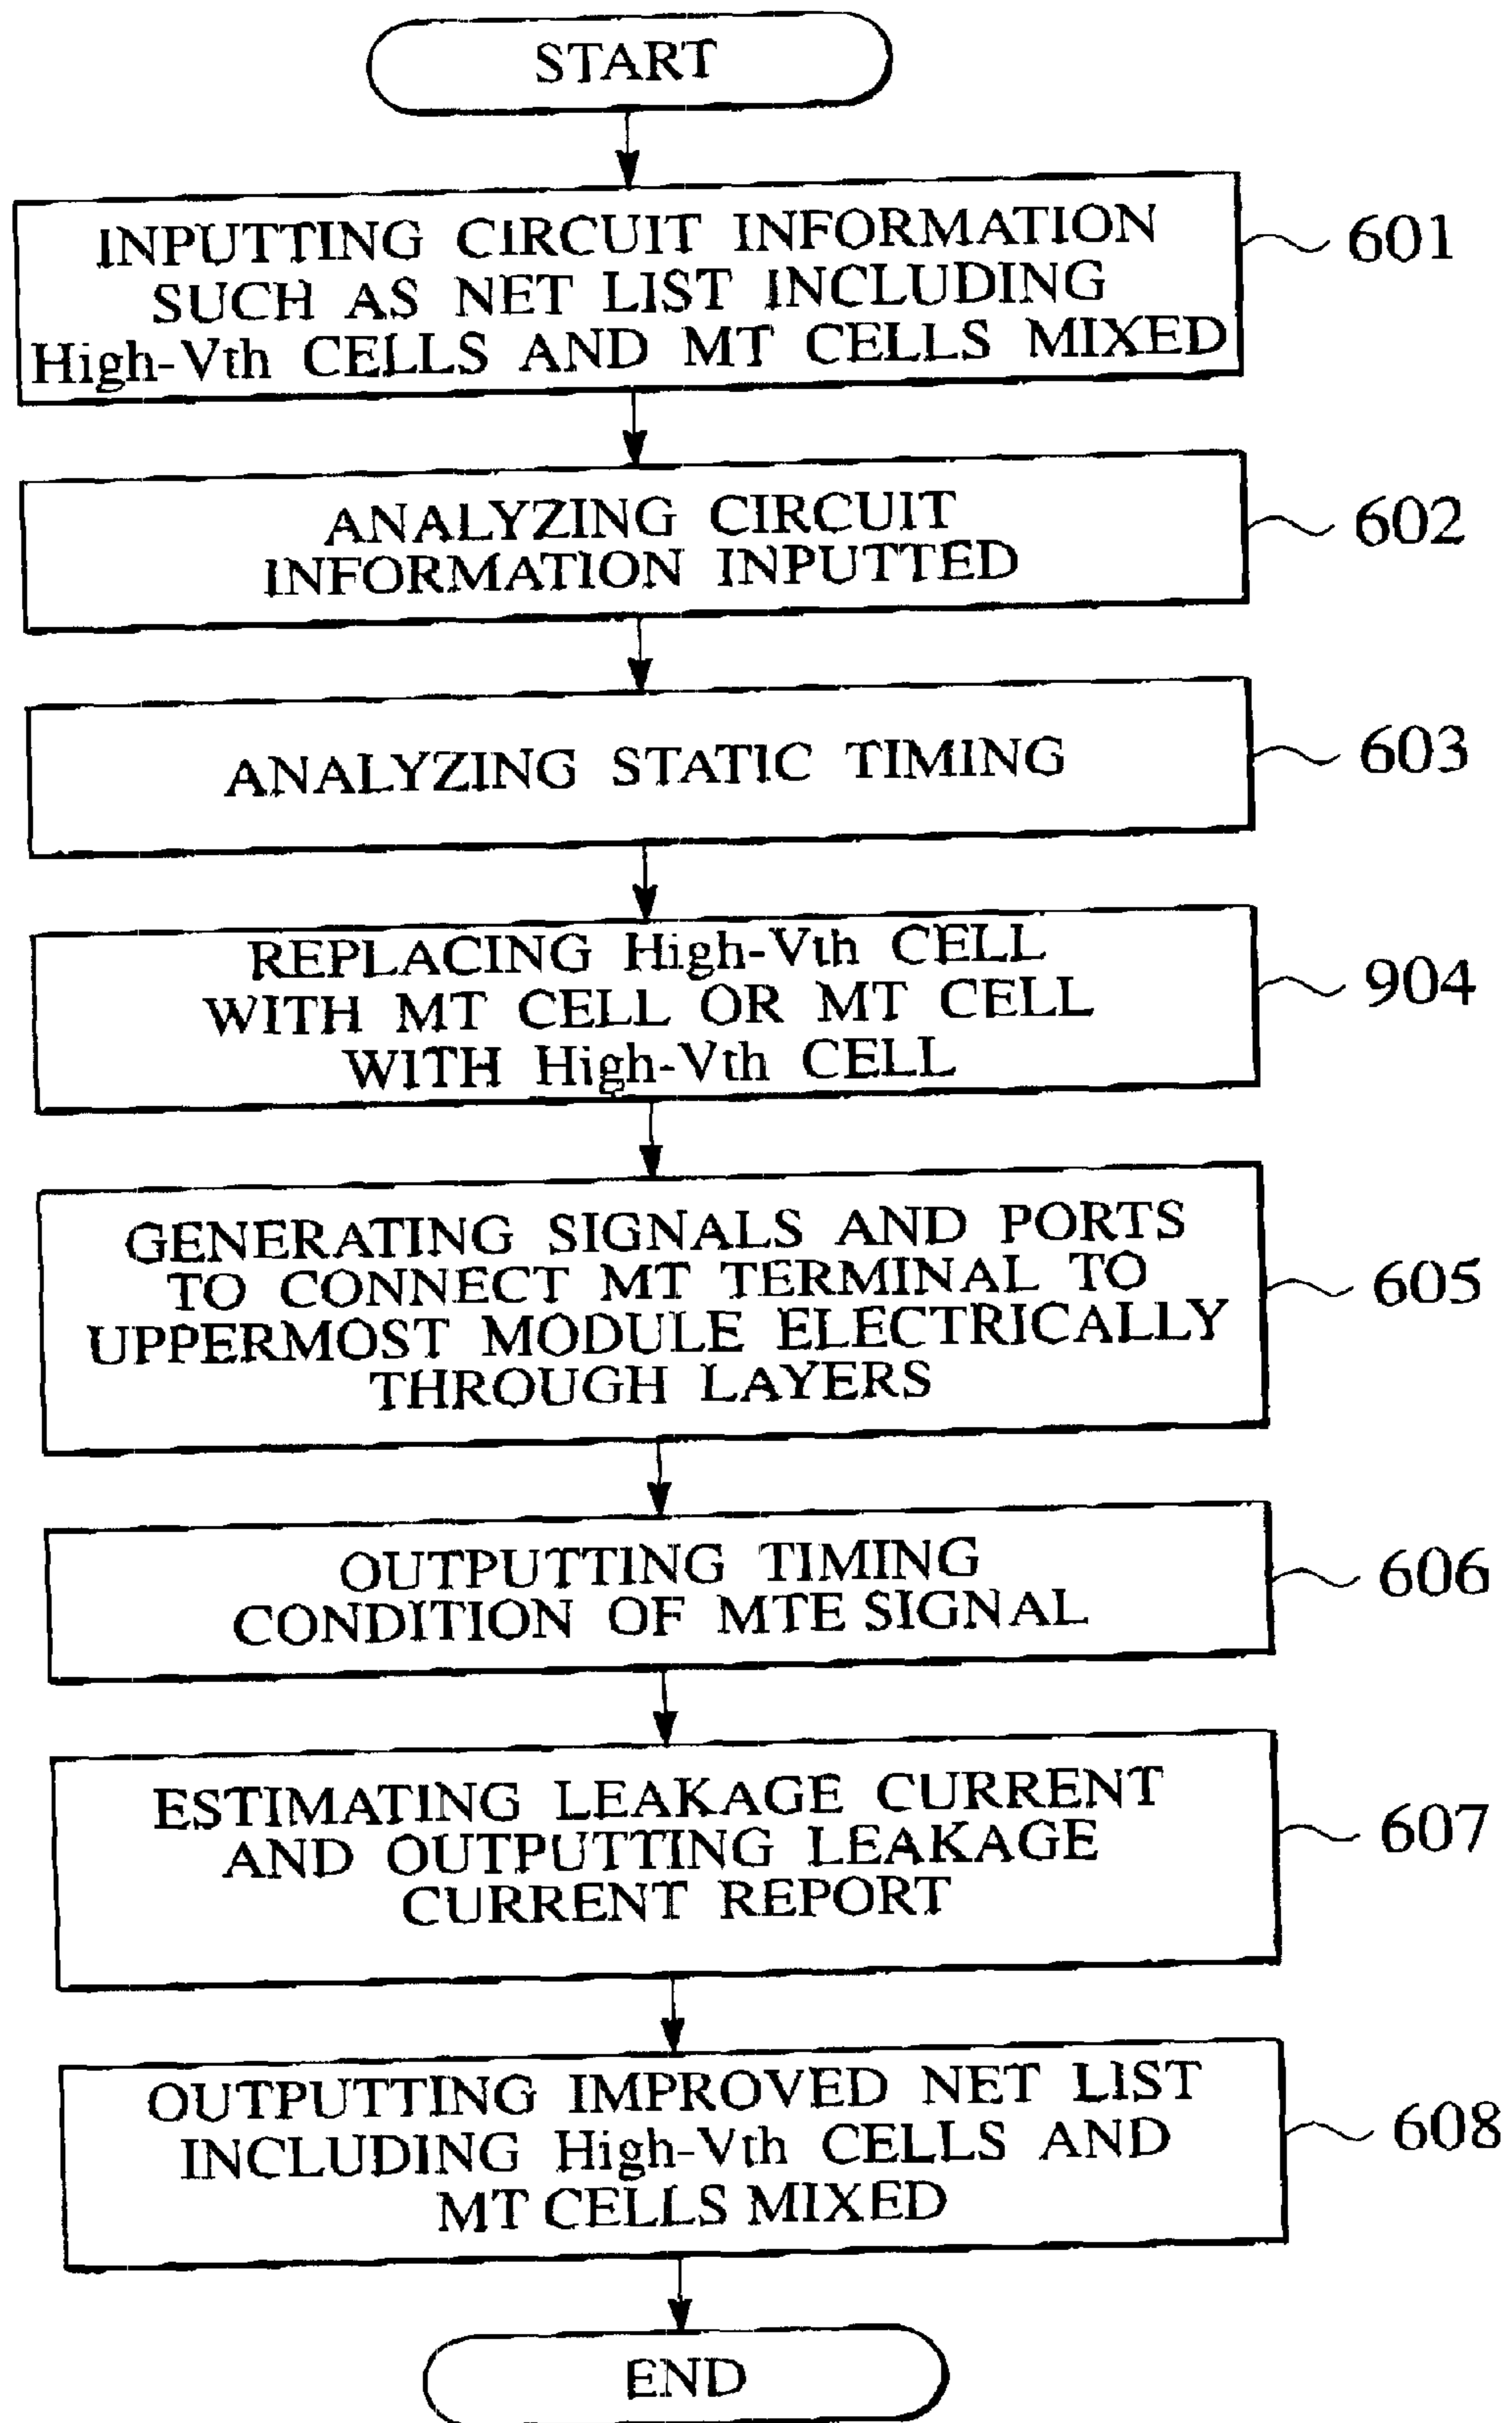 START
INPUTTING CIRCUIT INFORMATION
SUCH AS NET LIST INCLUDING
High-Vth CELLS AND MT CELLS MIXED
601
ANALYZING CIRCUIT
INFORMATION INPUTTED
602
ANALYZING STATIC TIMING
603
REPLACING High-Vth CELL
WITH MT CELL OR MT CELL
WITH High-Vth CELL
904
GENERATING SIGNALS AND PORTS
TO CONNECT MT TERMINAL TO
UPPERMOST MODULE ELECTRICALLY
THROUGH LAYERS
605
OUTPUTTING TIMING
CONDITION OF MTE SIGNAL
606
ESTIMATING LEAKAGE CURRENT
AND OUTPUTTING LEAKAGE
CURRENT REPORT
607
OUTPUTTING IMPROVED NET LIST
INCLUDING High-Vth CELLS AND
MT CELLS MIXED
608
END